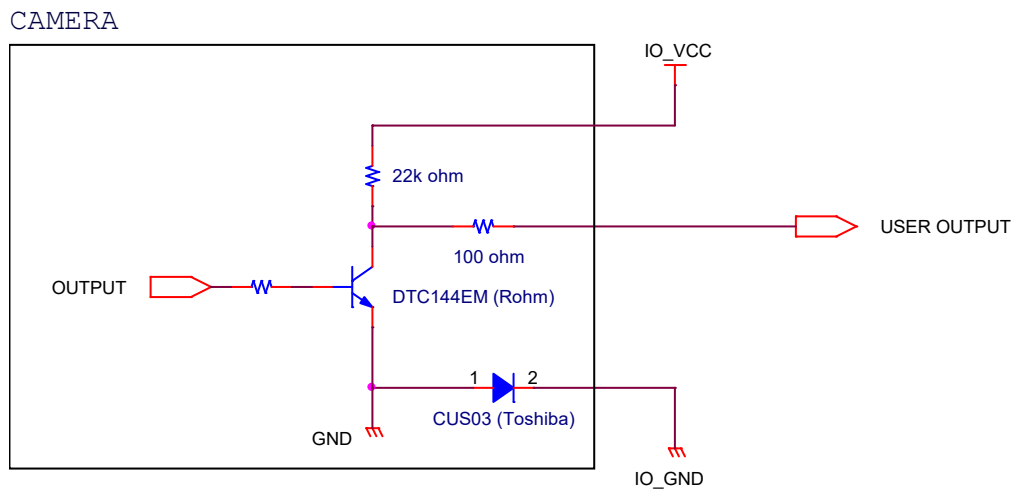 CAMERA
IO_VCC
22k ohm
USER OUTPUT
100 ohm
OUTPUT
DTC144EM (Rohm)
1 2
CUS03 (Toshiba)
GND
IO_GND